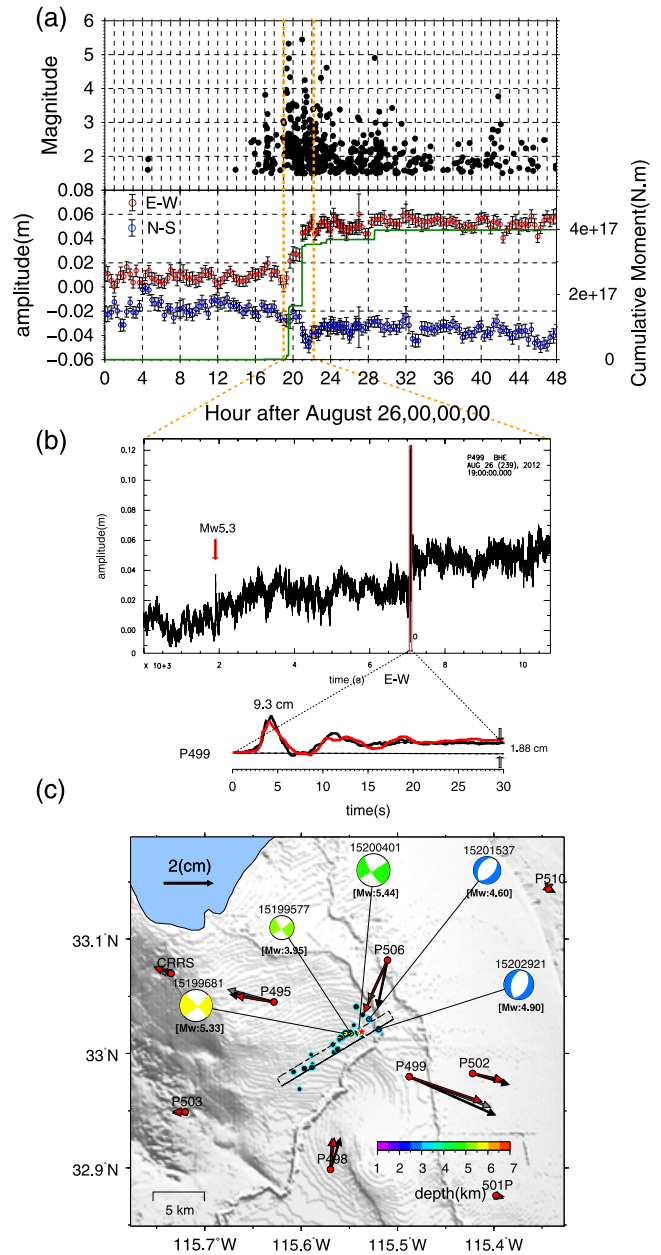 (a)
6
5
4
3
2
Magnitude
0.08
0.06
0.04
0.02
0.00
−0.02
−0.04
−0.06
amplitude(m)
E-W
N-S
4e+17
2e+17
0
Cumulative Moment(N.m)
0 4 8 12 16 20 24 28 32 36 40 44 48
Hour after August 26,00,00,00
(b)
0.12
0.10
0.08
0.06
0.04
0.02
0.00
0
amplitude(m)
P499 BHE
AUG 26 (239), 2012
19:00:00.000
Mw5.3
0
X 10+3 2 4 6 8 10
time (s) E-W
9.3 cm
P499
1.88 cm
0 5 10 15 20 25 30
time(s)
(c)
2(cm)
15200401
[Mw:5.44]
15201537
[Mw:4.60]
P510
15199577
[Mw:3.95]
33.1°N
P506
CRRS
15199681
[Mw:5.33]
P495
15202921
[Mw:4.90]
33°N
P499
P502
P503
P498
1 2 3 4 5 6 7
depth(km)
501P
32.9°N
5 km
115.7°W 115.6°W 115.5°W 115.4°W